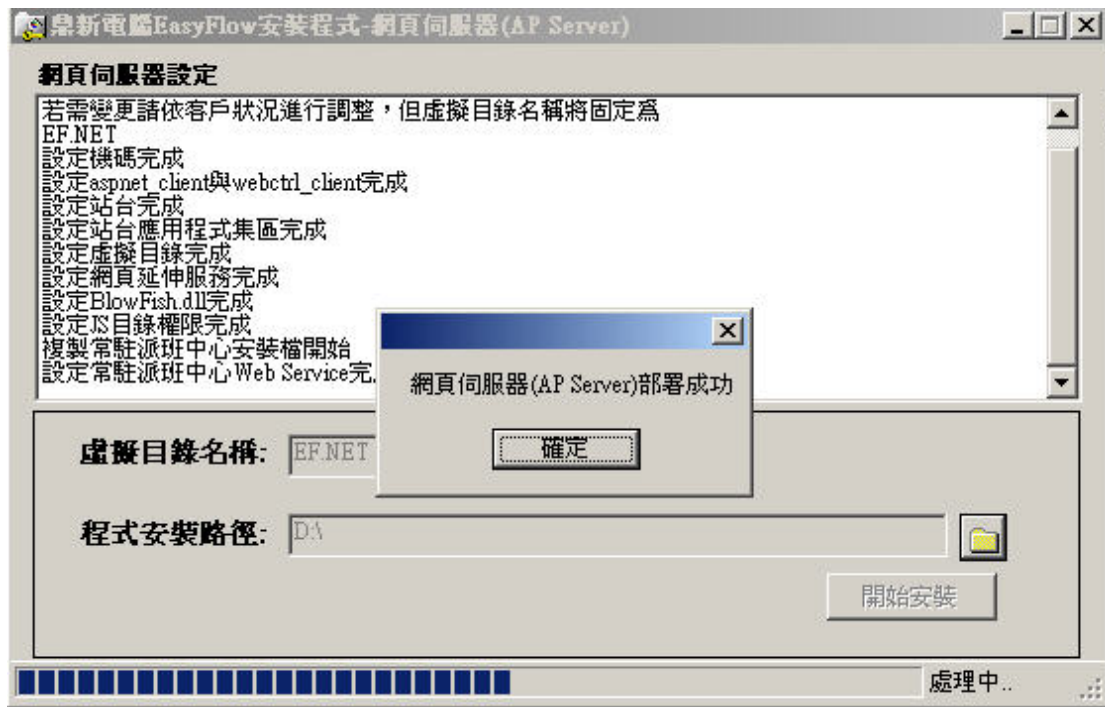 鼎新電腦EasyFlow安裝程式-網頁伺服器(AP Server)
網頁伺服器設定
若需變更請依客戶狀況進行調整，但虛擬目錄名稱將固定為
EF.NET
設定機碼完成
設定aspnet_client與webctrl_client完成
設定站台完成
設定站台應用程式集區完成
設定虛擬目錄完成
設定網頁延伸服務完成
設定BlowFish.dll完成
設定JS目錄權限完成
複製常駐派班中心安裝檔開始
設定常駐派班中心Web Service完
網頁伺服器(AP Server)部署成功
確定
虛擬目錄名稱: EF.NET
程式安裝路徑: D:\
開始安裝
處理中..